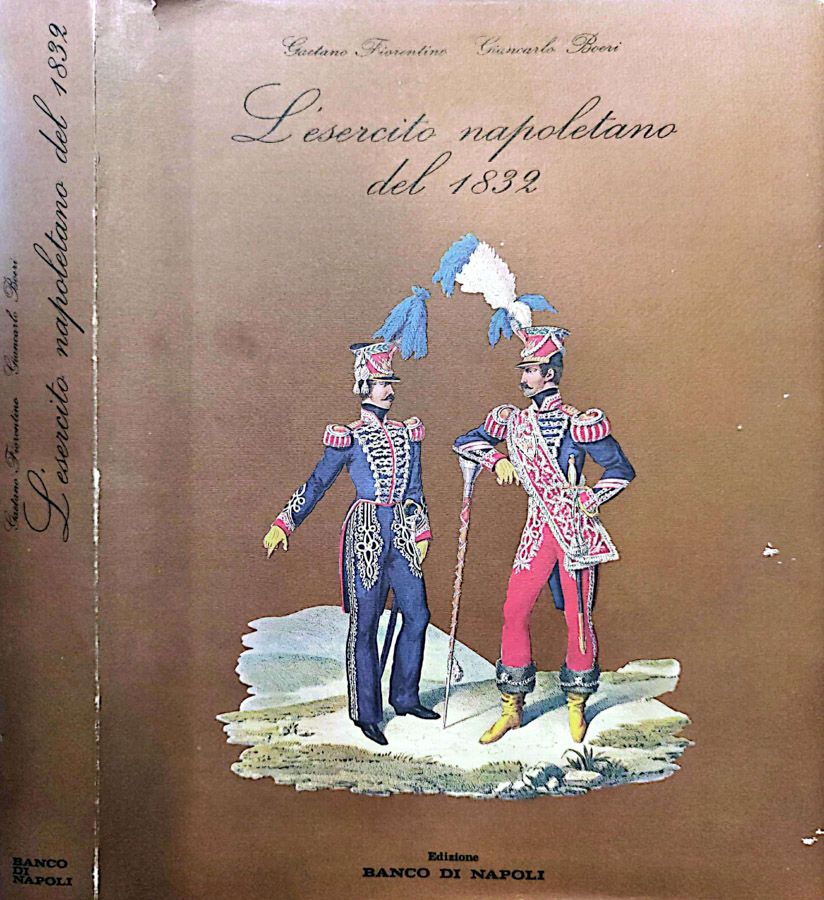 Gaetano Fiorentino Giancarlo Boeri
L'esercito napoletano
del 1832
Edizione
BANCO DI NAPOLI
Gaetano Fiorentino Giancarlo Boeri
L'esercito napoletano del 1832
BANCO
DI
NAPOLI